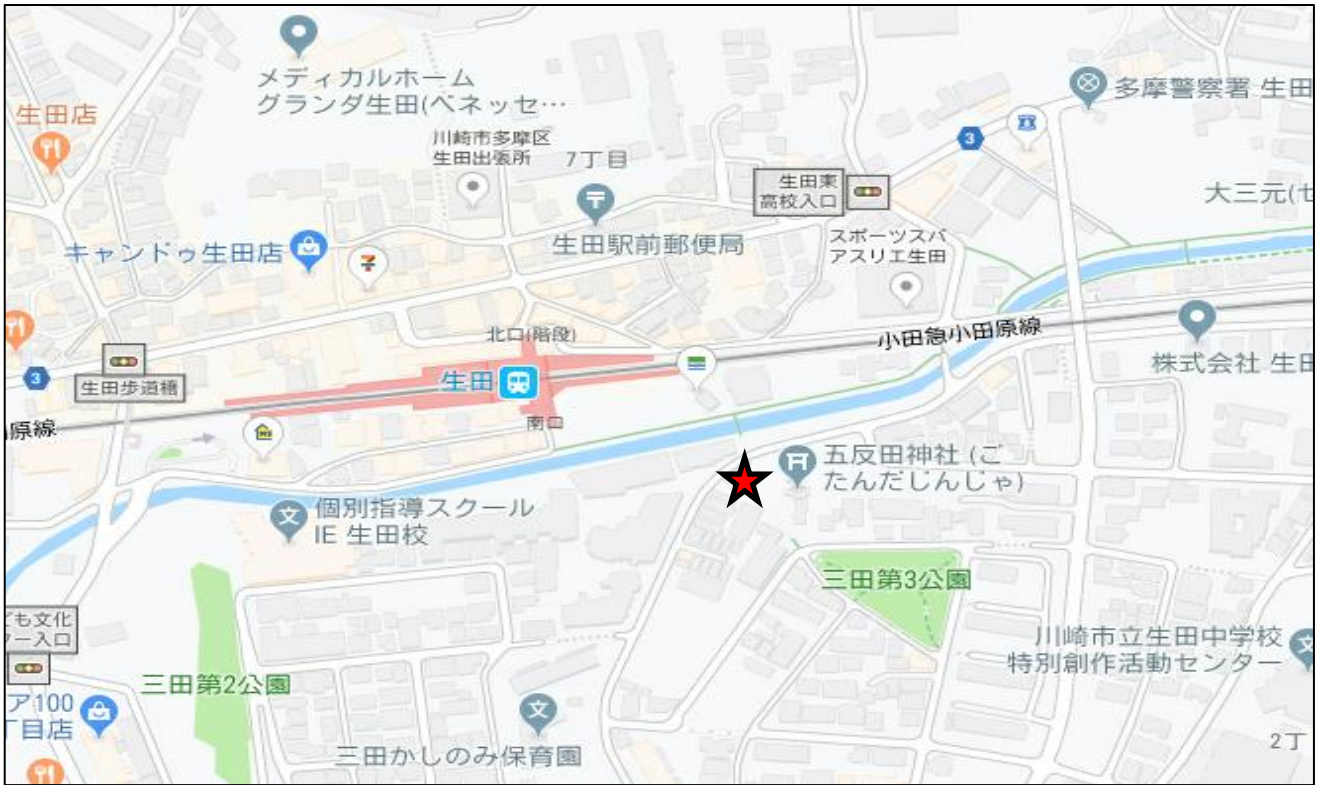 メディカルホーム
グランダ生田(ベネッセ…
生田店
川崎市多摩区
生田出張所
7丁目
多摩警察署 生田
3
生田東
高校入口
大三元(七
生田駅前郵便局
スポーツスパ
アスリエ生田
キャンドゥ生田店
北口(階段)
小田急小田原線
株式会社 生田
生田歩道橋
3
生田
原線
南口
五反田神社 (ご
たんだじんじゃ)
個別指導スクール
IE 生田校
三田第3公園
ども文化
ター入口
川崎市立生田中学校
特別創作活動センター
三田第2公園
ア100
丁目店
三田かしのみ保育園
2丁